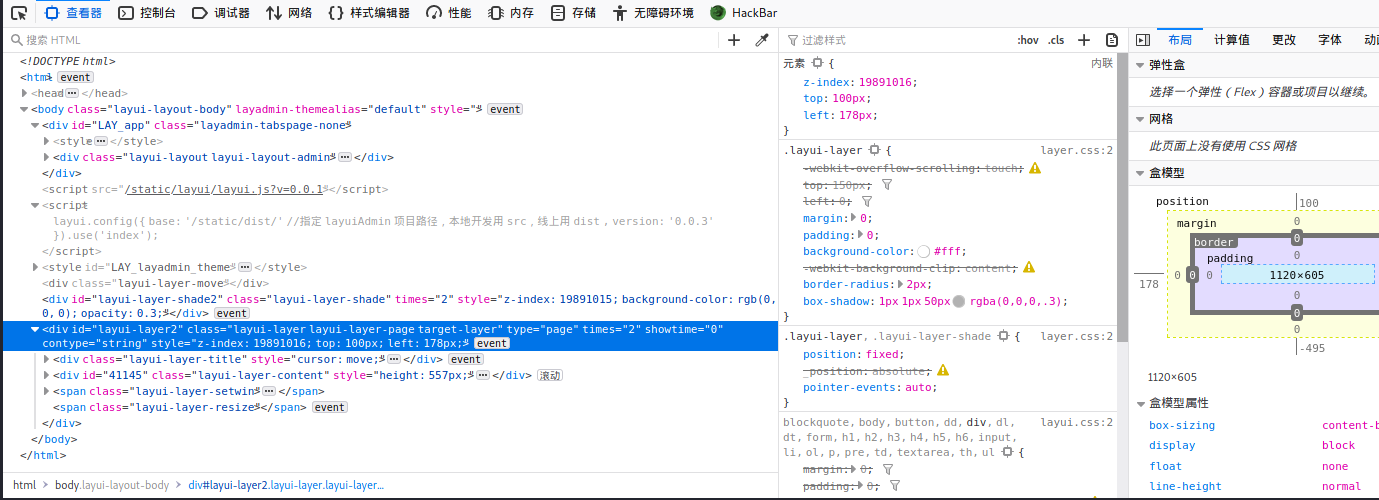 查看器 控制台 调试器 网络 样式编辑器 性能 内存 存储 无障碍环境 HackBar
搜索 HTML
<!DOCTYPE html>
<html> event
<head> </head>
<body class="layui-layout-body" layadmin-themealias="default" style=" event
<div id="LAY_app" class="layadmin-tabspage-none
<style> </style>
<div class="layui-layout layui-layout-admin </div>
</div>
<script src="/static/layui/layui.js?v=0.0.1 </script>
<script
layui.config({ base: '/static/dist/' //指定 layuiAdmin 项目路径，本地开发用 src，线上用 dist , version: '0.0.3'
}).use('index');
</script>
<style id="LAY_layadmin_theme </style>
<div class="layui-layer-move </div>
<div id="layui-layer-shade2" class="layui-layer-shade" times="2" style="z-index: 19891015; background-color: rgb(0,
0, 0); opacity: 0.3; </div> event
<div id="layui-layer2" class="layui-layer layui-layer-page target-layer" type="page" times="2" showtime="0"
contype="string" style="z-index: 19891016; top: 100px; left: 178px; event
<div class="layui-layer-title" style="cursor: move; </div> event
<div id="41145" class="layui-layer-content" style="height: 557px; </div> 滚动
<span class="layui-layer-setwin </span>
<span class="layui-layer-resize </span> event
</div>
</body>
</html>
html body.layui-layout-body div#layui-layer2.layui-layer.layui-layer...
过滤样式 :hov .cls
元素 { 内联
z-index: 19891016;
top: 100px;
left: 178px;
}
.layui-layer { layer.css:2
-webkit-overflow-scrolling: touch;
top: 150px;
left: 0;
margin: 0;
padding: 0;
background-color: #fff;
-webkit-background-clip: content;
border-radius: 2px;
box-shadow: 1px 1px 50px rgba(0,0,0,.3);
}
.layui-layer, .layui-layer-shade { layer.css:2
position: fixed;
_position: absolute;
pointer-events: auto;
}
blockquote, body, button, dd, div, dl, layui.css:2
dt, form, h1, h2, h3, h4, h5, h6, input,
li, ol, p, pre, td, textarea, th, ul {
margin: 0;
padding: 0;
布局 计算值 更改 字体
弹性盒
选择一个弹性（Flex）容器或项目以继续。
网格
此页面上没有使用 CSS 网格
盒模型
position 100
margin 0
border 0
padding 0
178 0 0 0 1120×605
0
0
0
-495
1120×605
盒模型属性
box-sizing content-b
display block
float none
line-height normal